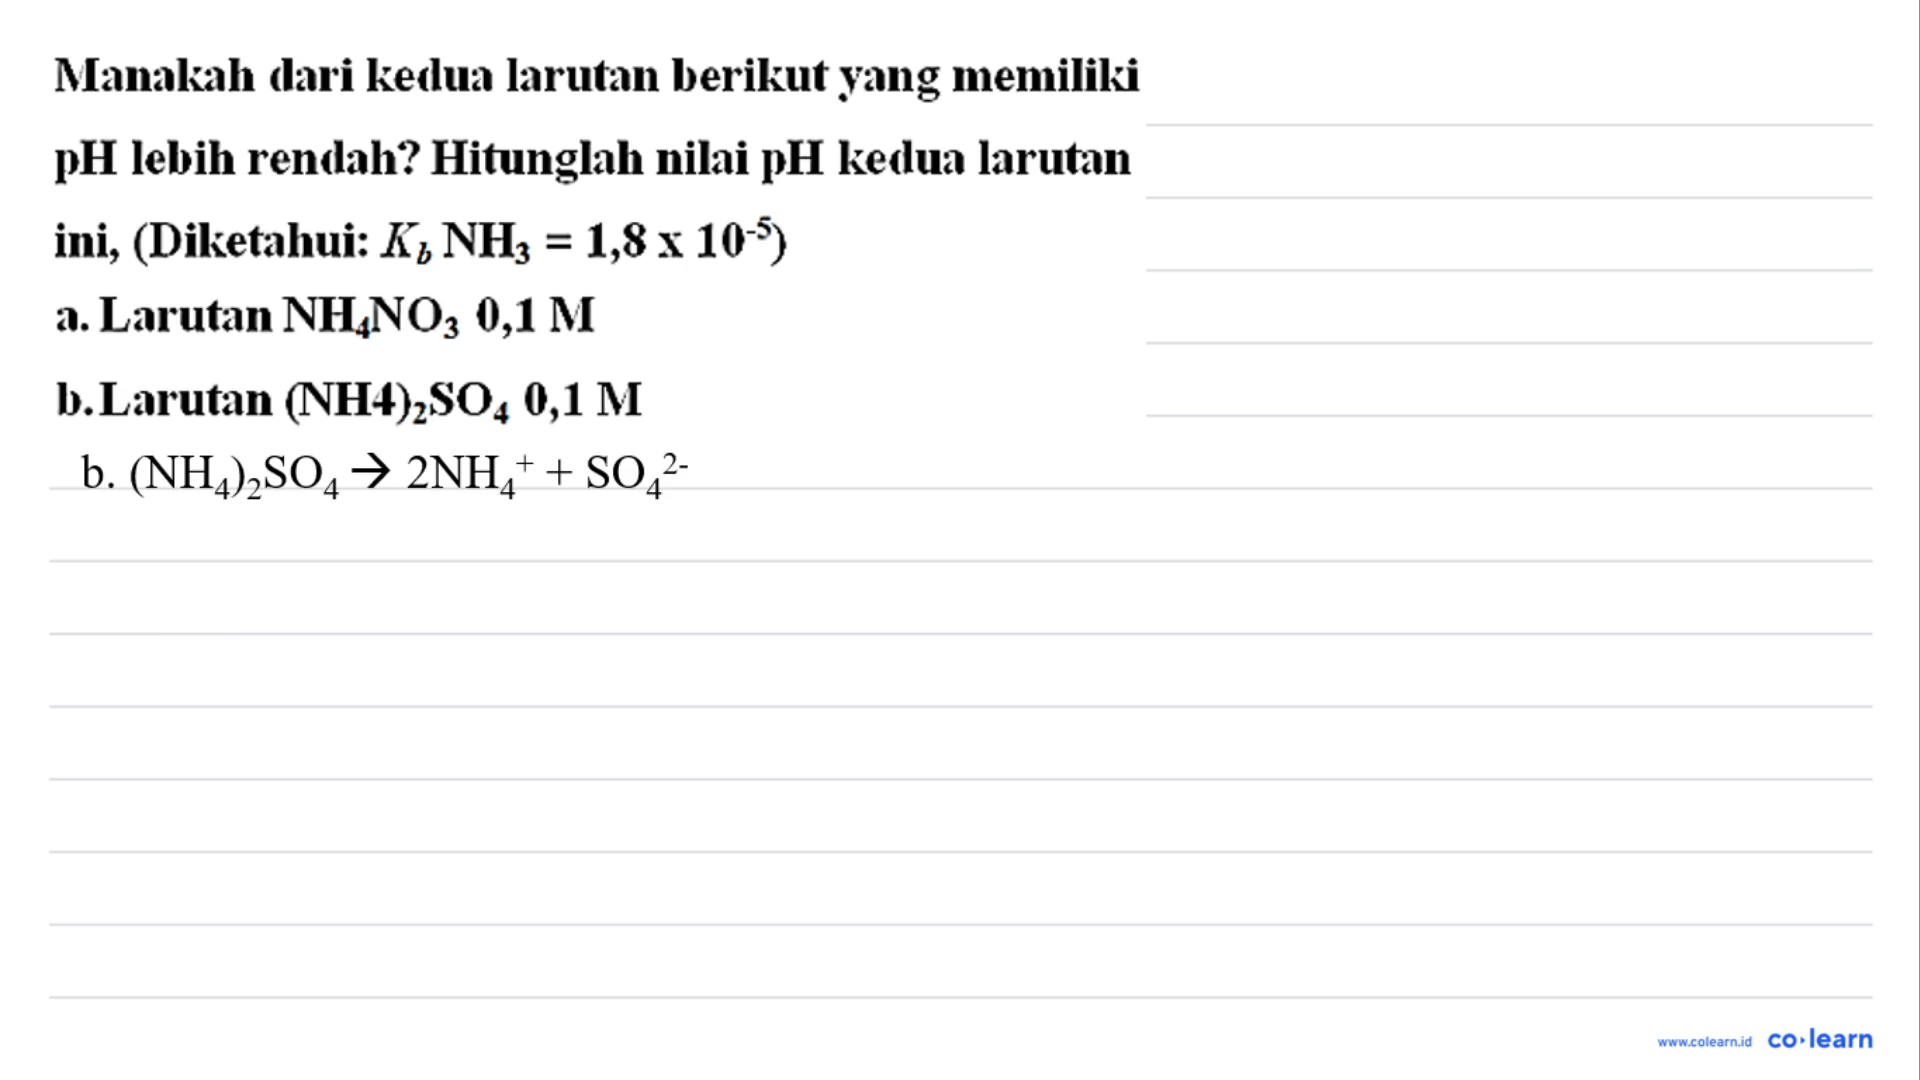 Manakah dari kedua larutan berikut yang memiliki
pH lebih rendah? Hitunglah nilai pH kedua larutan
ini, (Diketahui: K_b NH₃ = 1,8 x 10⁻⁵)
a. Larutan NH₄NO₃ 0,1 M
b.Larutan (NH4)₂SO₄ 0,1 M
b. (NH₄)₂SO₄ → 2NH₄⁺ + SO₄²⁻
www.colearn.id co·learn